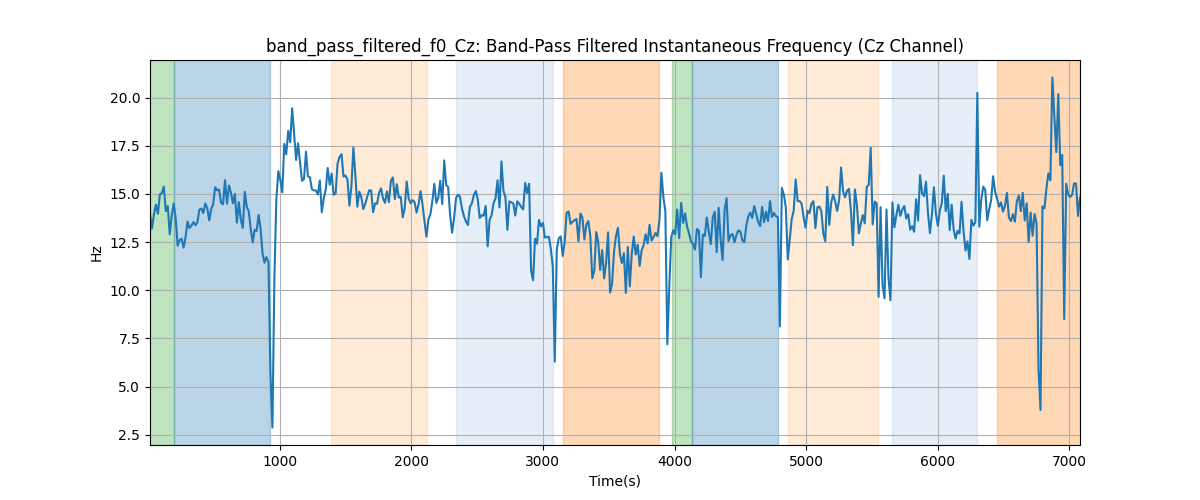 band_pass_filtered_f0_Cz: Band-Pass Filtered Instantaneous Frequency (Cz Channel)
20.0
17.5
15.0
12.5
10.0
7.5
5.0
2.5
Hz
1000 2000 3000 4000 5000 6000 7000
Time(s)